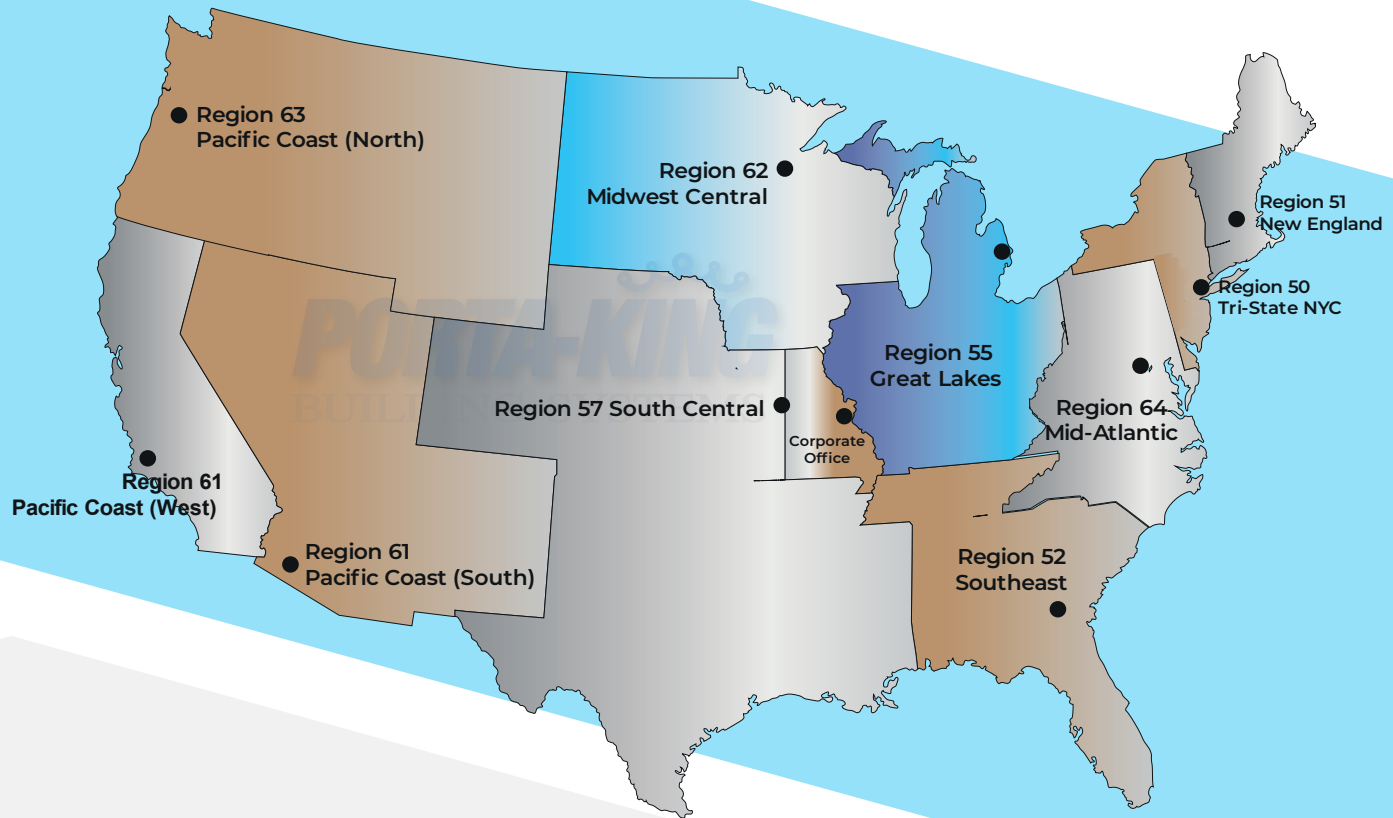 Region 63
Pacific Coast (North)
Region 62
Midwest Central
Region 51
New England
Region 50
Tri-State NYC
PORTA-KING
BUILDING SYSTEMS
Region 55
Great Lakes
Region 57 South Central
Region 64
Mid-Atlantic
Corporate
Office
Region 61
Pacific Coast (West)
Region 61
Pacific Coast (South)
Region 52
Southeast